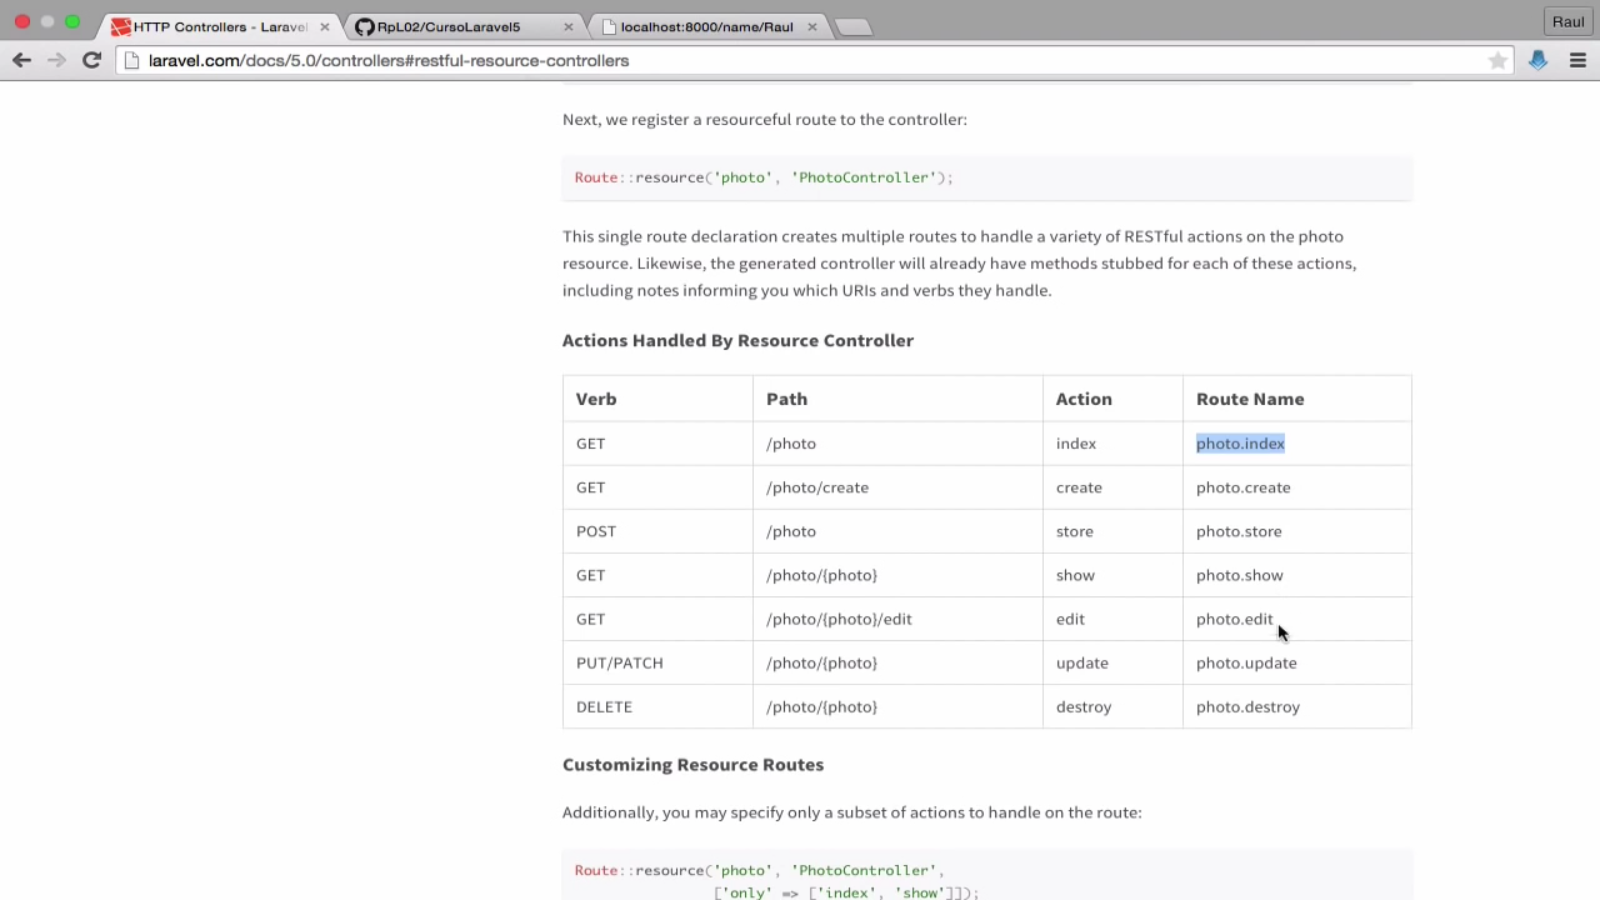 HTTP Controllers - Laravel
RpL02/CursoLaravel5
localhost:8000/name/Raul
Raul
laravel.com/docs/5.0/controllers#restful-resource-controllers
Next, we register a resourceful route to the controller:
Route::resource('photo', 'PhotoController');
This single route declaration creates multiple routes to handle a variety of RESTful actions on the photo
resource. Likewise, the generated controller will already have methods stubbed for each of these actions,
including notes informing you which URIs and verbs they handle.
Actions Handled By Resource Controller
Verb Path Action Route Name
GET /photo index photo.index
GET /photo/create create photo.create
POST /photo store photo.store
GET /photo/{photo} show photo.show
GET /photo/{photo}/edit edit photo.edit
PUT/PATCH /photo/{photo} update photo.update
DELETE /photo/{photo} destroy photo.destroy
Customizing Resource Routes
Additionally, you may specify only a subset of actions to handle on the route:
Route::resource('photo', 'PhotoController',
['only' => ['index', 'show']]);